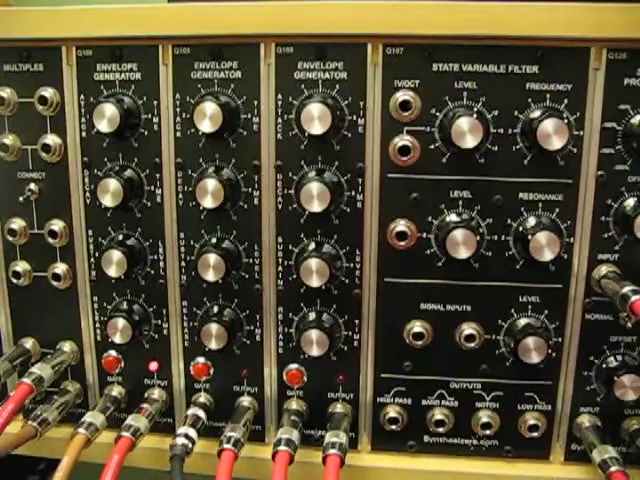 MULTIPLES
CONNECT
Q109
ENVELOPE
GENERATOR
ATTACK
TIME
DECAY
TIME
SUSTAIN
LEVEL
RELEASE
TIME
GATE
OUTPUT
Q109
ENVELOPE
GENERATOR
ATTACK
TIME
DECAY
TIME
SUSTAIN
LEVEL
RELEASE
TIME
GATE
OUTPUT
Q109
ENVELOPE
GENERATOR
ATTACK
TIME
DECAY
TIME
SUSTAIN
LEVEL
RELEASE
TIME
GATE
OUTPUT
Q107
STATE VARIABLE FILTER
1V/OCT
LEVEL
FREQUENCY
LEVEL
RESONANCE
SIGNAL INPUTS
LEVEL
OUTPUTS
HIGH PASS
BAND PASS
NOTCH
LOW PASS
Synthesizers.com
INPUT
NORMAL
OFFSET
INPUT